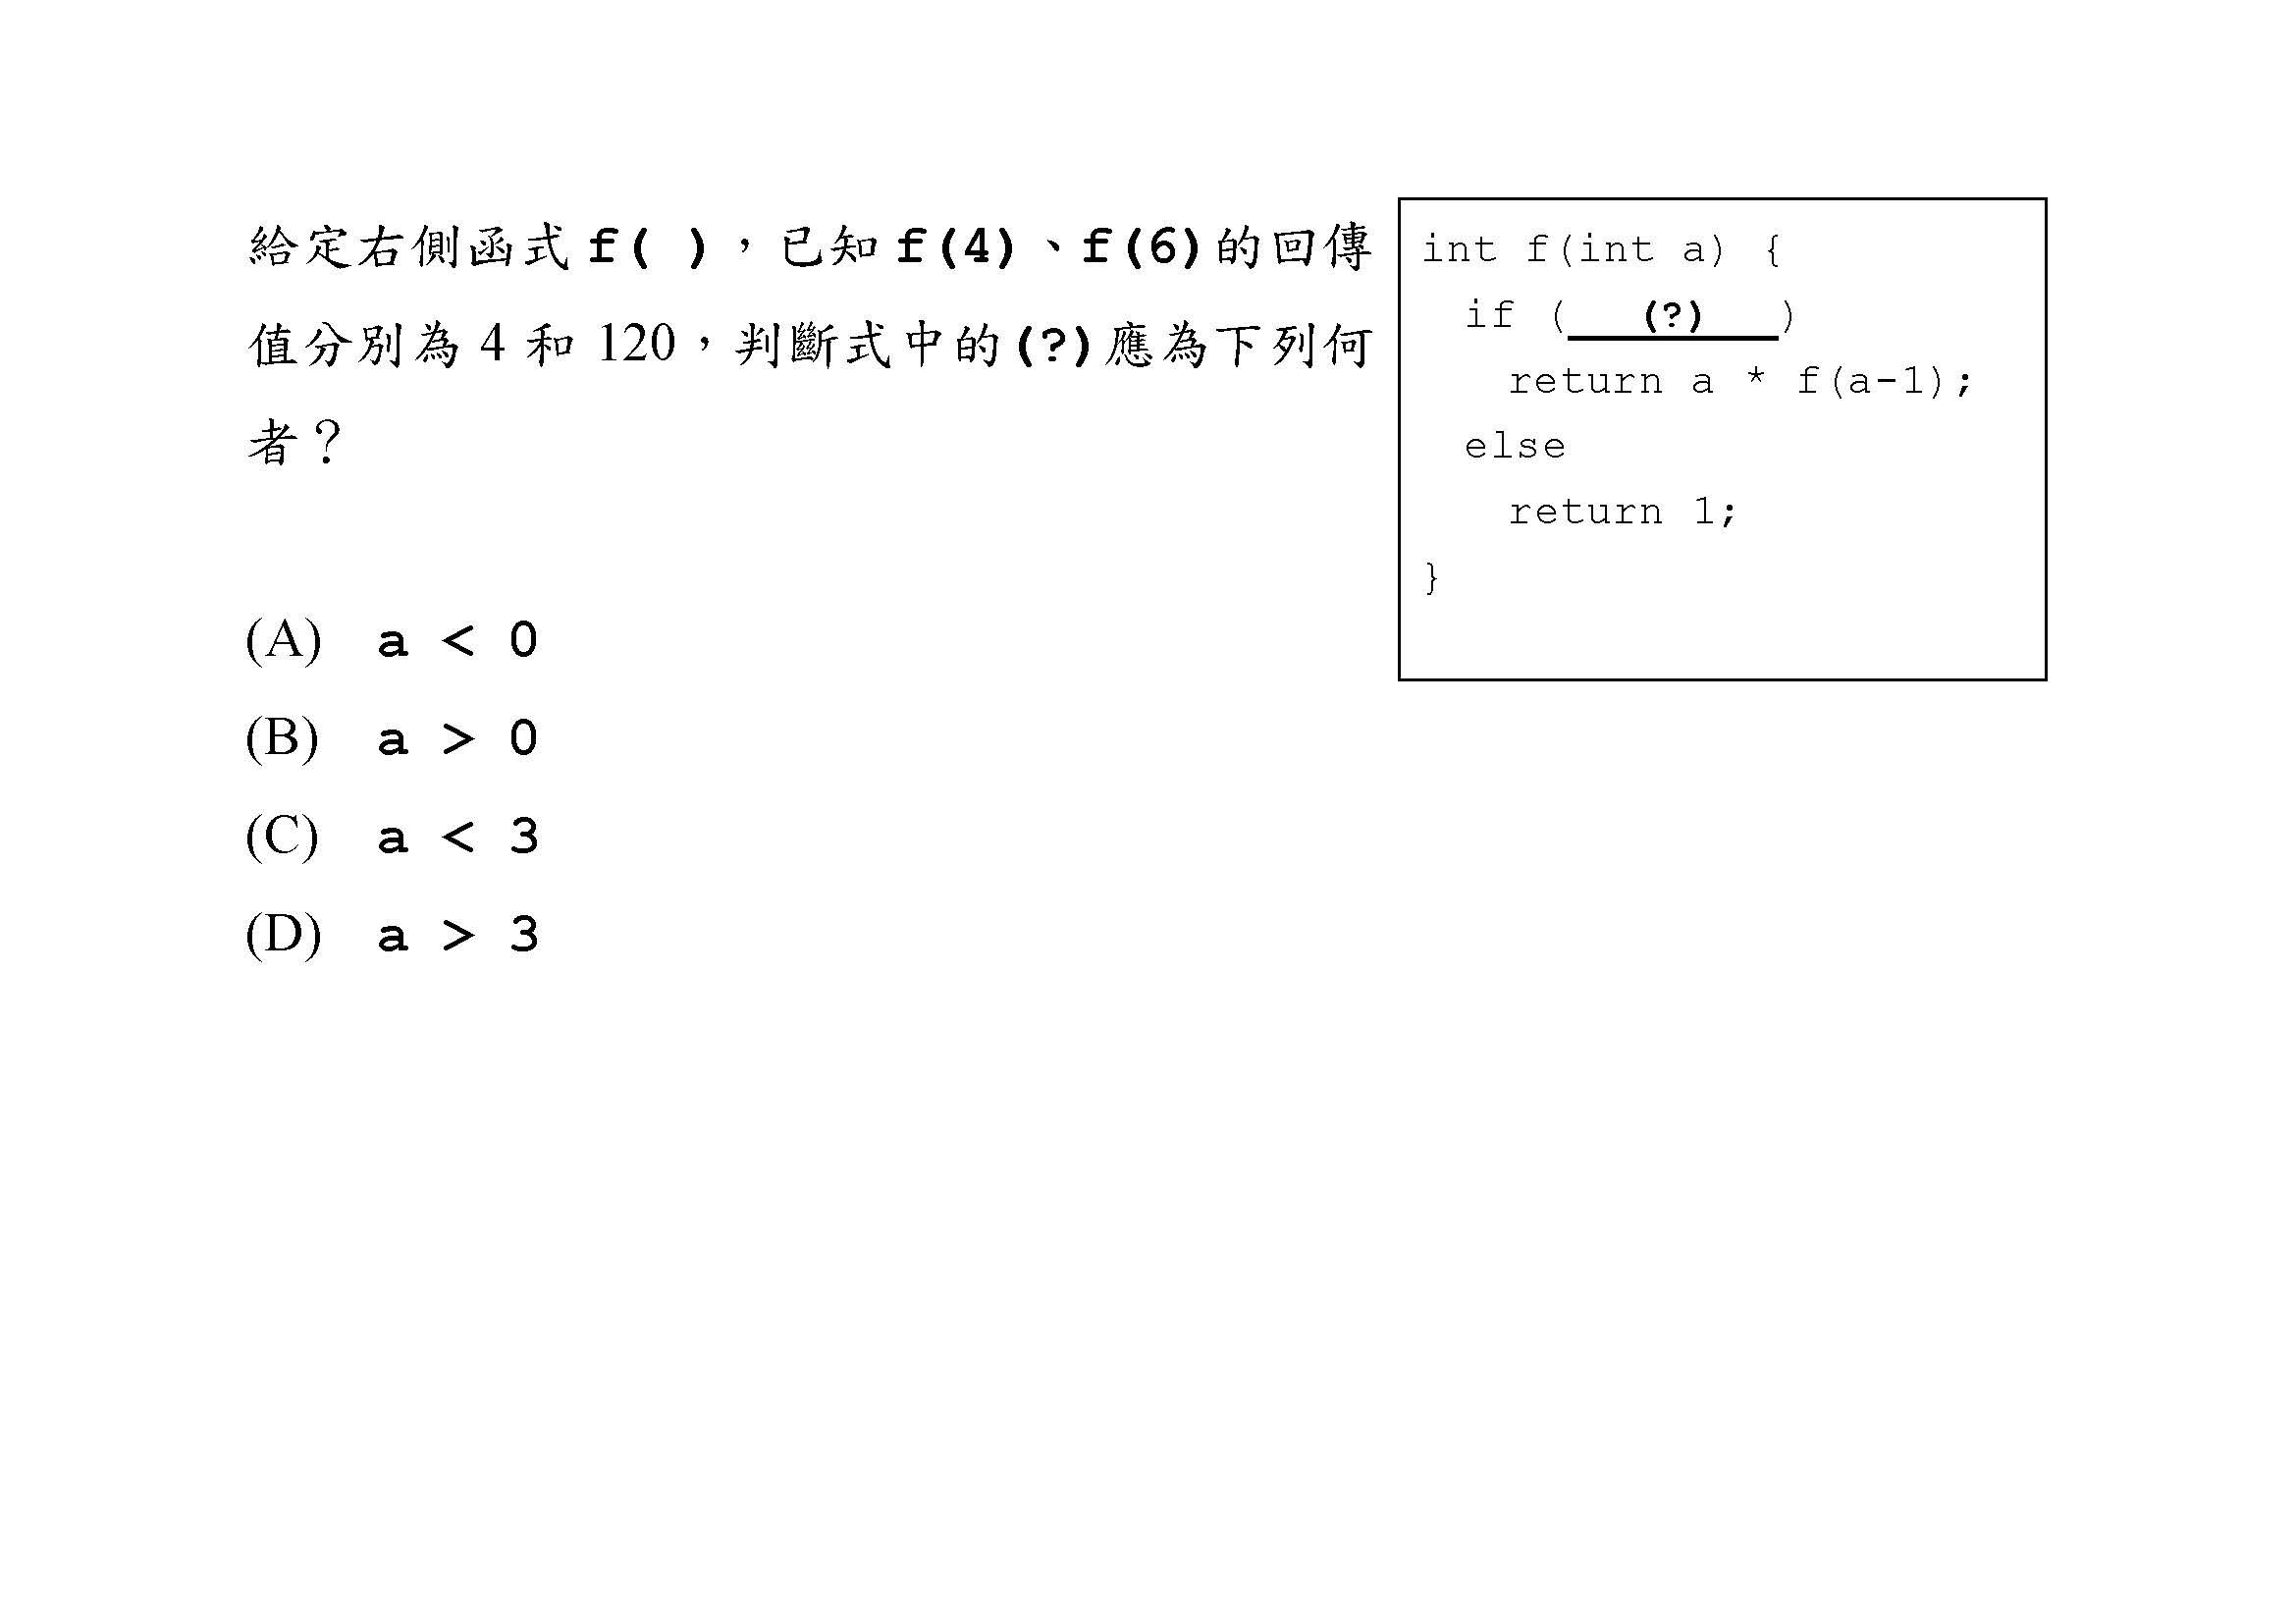 給定右側函式 f( )，已知 f(4)、f(6)的回傳
值分別為 4 和 120，判斷式中的(?)應為下列何
者？
(A) a < 0
(B) a > 0
(C) a < 3
(D) a > 3
int f(int a) {
if (   (?)   )
return a * f(a-1);
else
return 1;
}